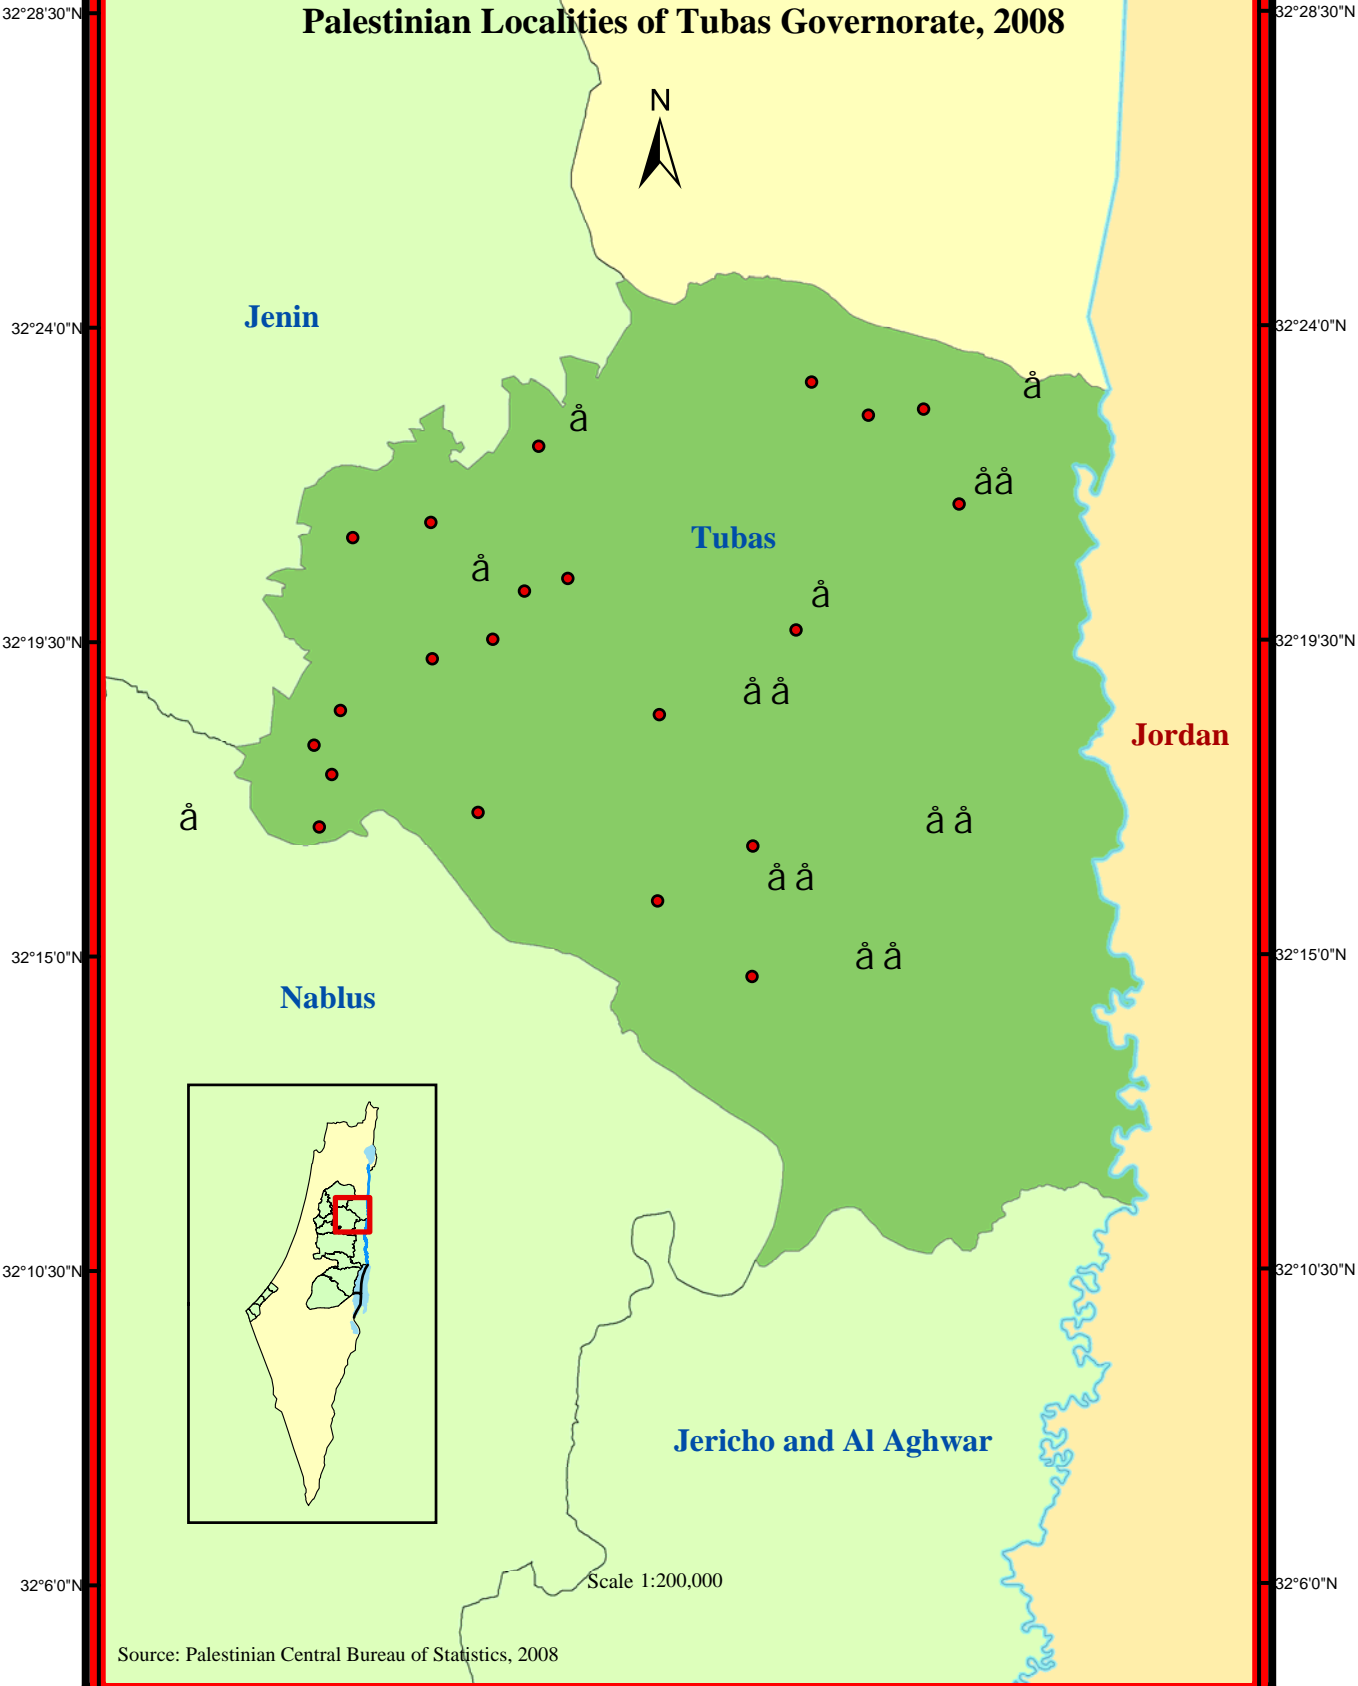 Palestinian Localities of Tubas Governorate, 2008
32°28'30"N
32°28'30"N
N
Jenin
32°24'0"N
32°24'0"N
å
å
åå
Tubas
å
å
32°19'30"N
32°19'30"N
å å
Jordan
å
å å
å å
32°15'0"N
å å
32°15'0"N
Nablus
32°10'30"N
32°10'30"N
Jericho and Al Aghwar
Scale 1:200,000
32°6'0"N
32°6'0"N
Source: Palestinian Central Bureau of Statistics, 2008